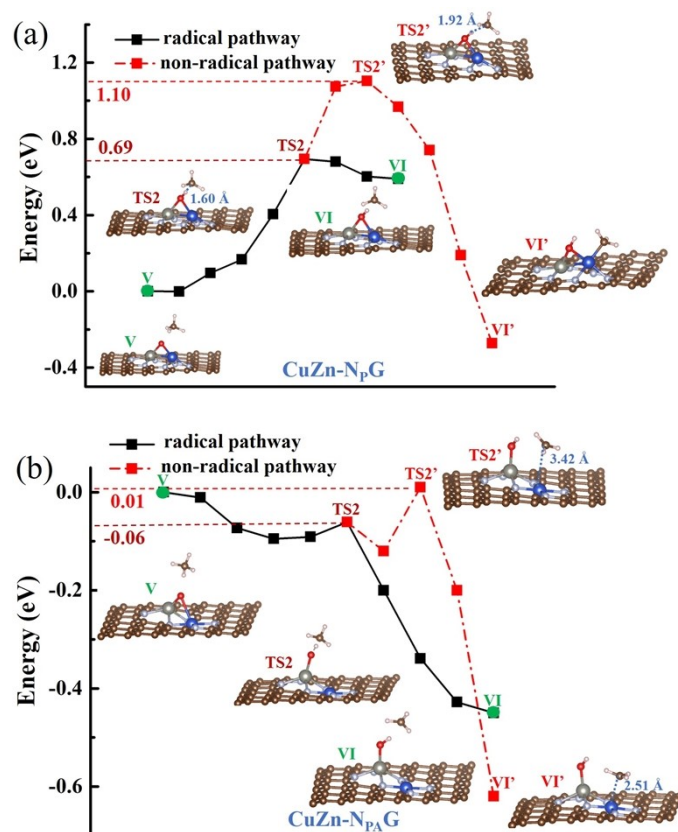 (a)
radical pathway
non-radical pathway
1.92 Å
TS2'
TS2'
1.2
1.10
0.8
0.69
TS2
VI
TS2
1.60 Å
0.4
VI
VI'
Energy (eV)
V
0.0
V
VI'
-0.4
CuZn-NPG
(b)
radical pathway
non-radical pathway
TS2'
3.42 Å
V
TS2'
0.0
0.01
TS2
-0.06
-0.2
V
Energy (eV)
TS2
-0.4
VI
VI
-0.6
VI'
VI'
2.51 Å
CuZn-NPAG